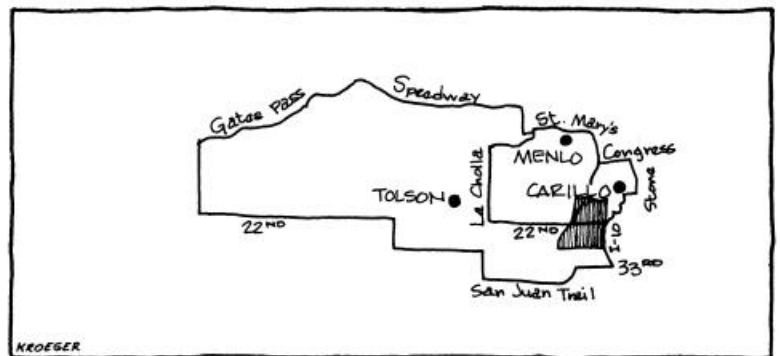 Gates Pass
Speedway
St. Mary's
MENLO
Congress
La Cholla
TOLSON
CARILLO
Stone
22ND
22ND
I-10
33RD
San Juan Trail
KROEGER